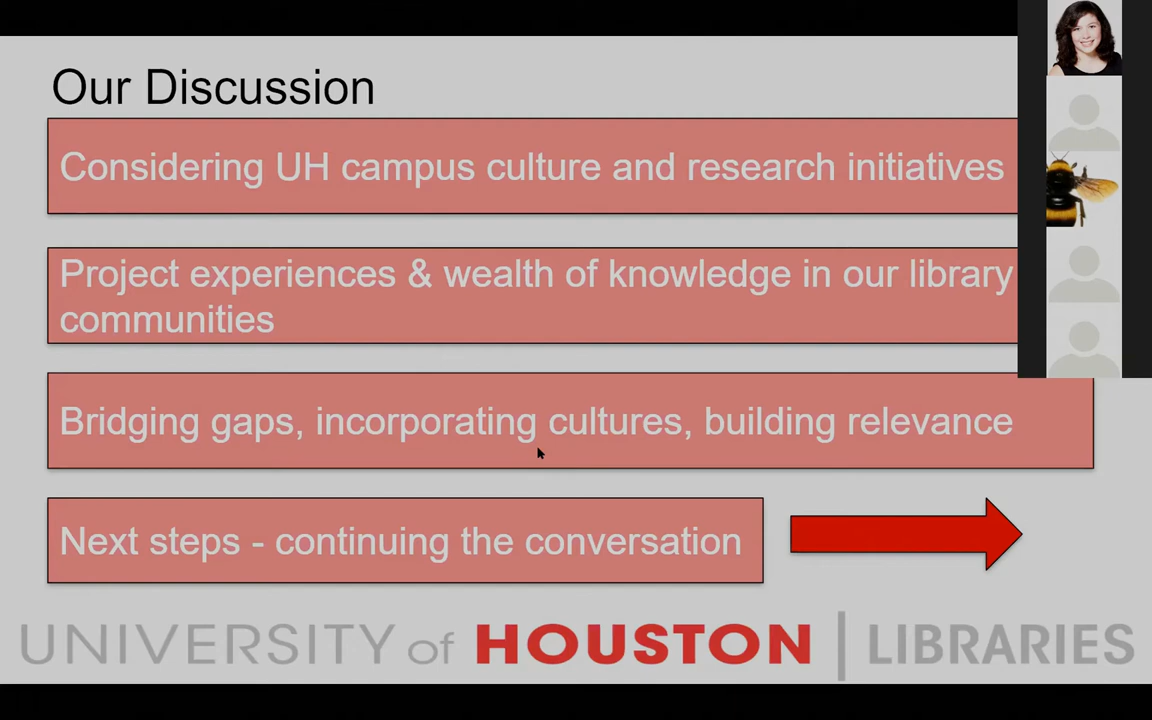 Our Discussion
Considering UH campus culture and research initiatives
Project experiences & wealth of knowledge in our library
communities
Bridging gaps, incorporating cultures, building relevance
Next steps - continuing the conversation
UNIVERSITY of HOUSTON | LIBRARIES